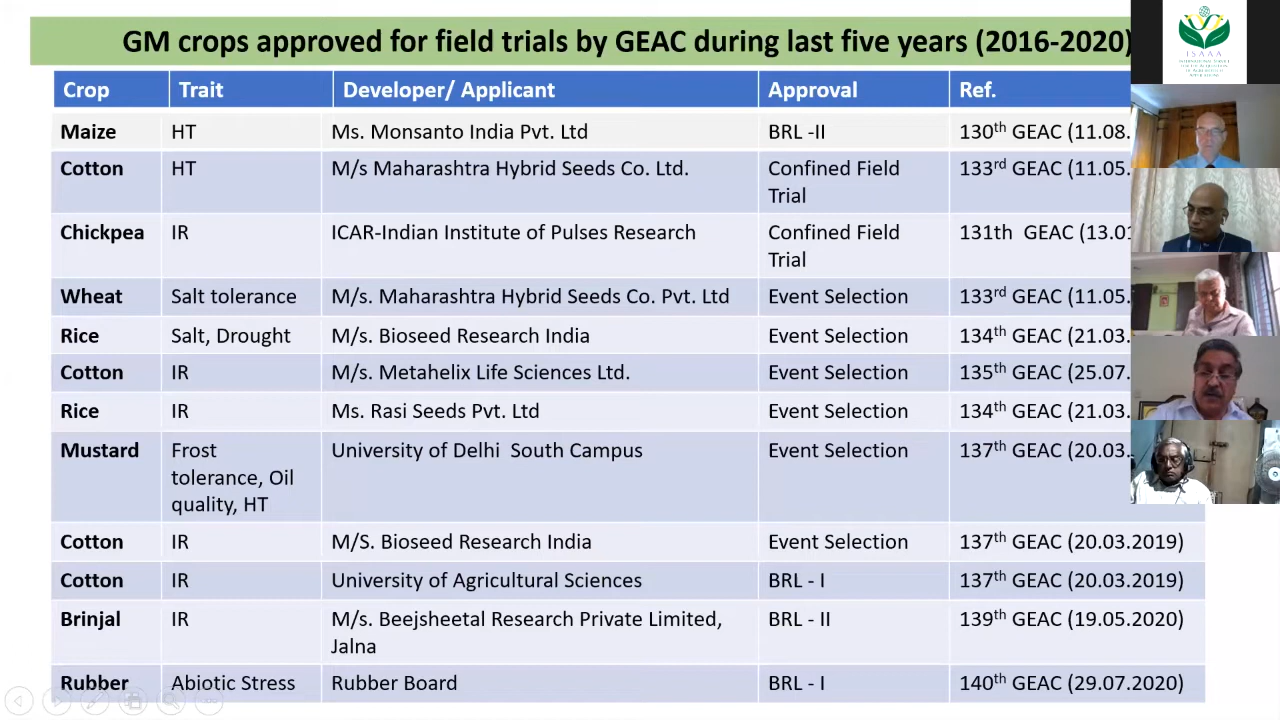 GM crops approved for field trials by GEAC during last five years (2016-2020)
Crop Trait Developer/ Applicant Approval Ref.
Maize HT Ms. Monsanto India Pvt. Ltd BRL -II 130th GEAC (11.08.
Cotton HT M/s Maharashtra Hybrid Seeds Co. Ltd. Confined Field 133rd GEAC (11.05.
Trial
Chickpea IR ICAR-Indian Institute of Pulses Research Confined Field 131th GEAC (13.01
Trial
Wheat Salt tolerance M/s. Maharashtra Hybrid Seeds Co. Pvt. Ltd Event Selection 133rd GEAC (11.05.
Rice Salt, Drought M/s. Bioseed Research India Event Selection 134th GEAC (21.03.
Cotton IR M/s. Metahelix Life Sciences Ltd. Event Selection 135th GEAC (25.07.
Rice IR Ms. Rasi Seeds Pvt. Ltd Event Selection 134th GEAC (21.03.
Mustard Frost University of Delhi South Campus Event Selection 137th GEAC (20.03.
tolerance, Oil
quality, HT
Cotton IR M/S. Bioseed Research India Event Selection 137th GEAC (20.03.2019)
Cotton IR University of Agricultural Sciences BRL - I 137th GEAC (20.03.2019)
Brinjal IR M/s. Beejsheetal Research Private Limited, BRL - II 139th GEAC (19.05.2020)
Jalna
Rubber Abiotic Stress Rubber Board BRL - I 140th GEAC (29.07.2020)
ISAAA